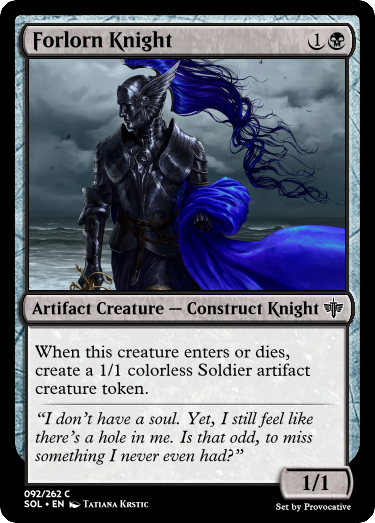 Forlorn Knight 1
Artifact Creature — Construct Knight
When this creature enters or dies,
create a 1/1 colorless Soldier artifact
creature token.
“I don’t have a soul. Yet, I still feel like
there’s a hole in me. Is that odd, to miss
something I never even had?”
1/1
092/262 C
SOL • EN Tatiana Krstic
Set by Provocative